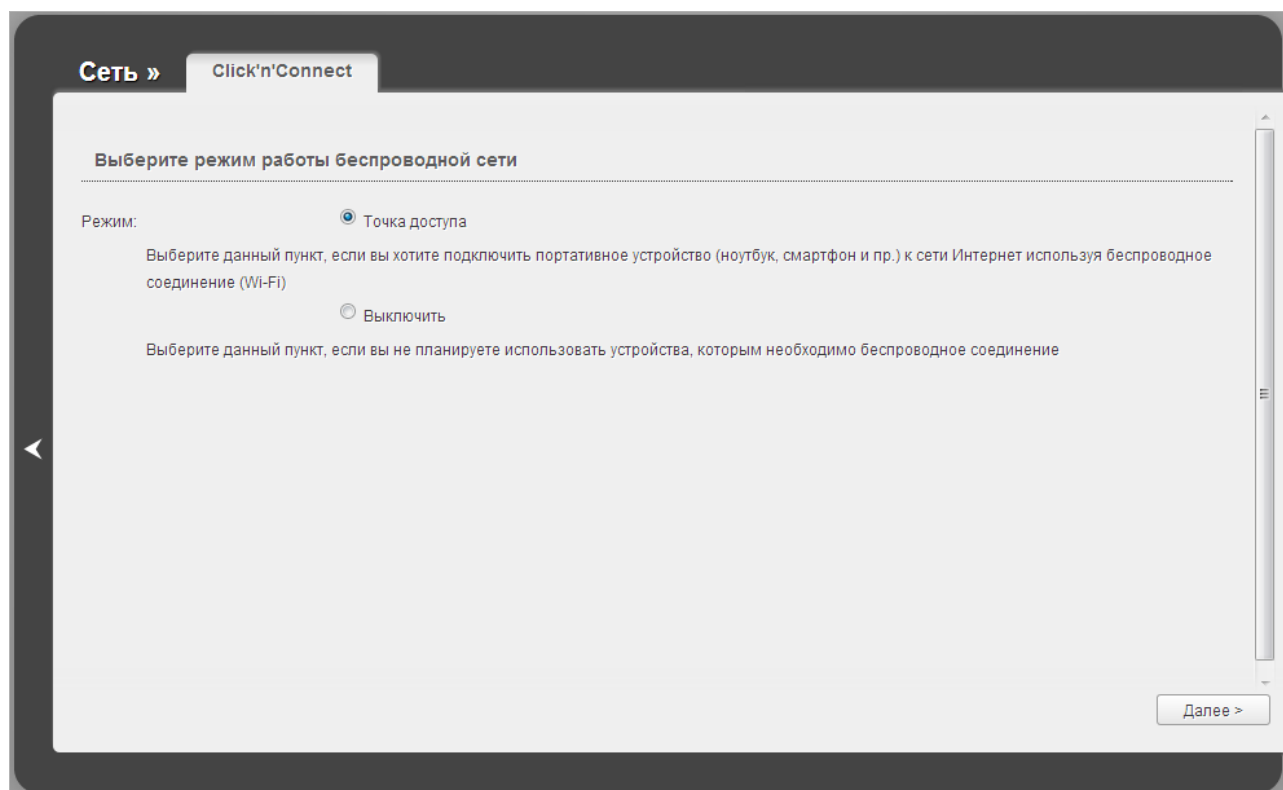 Сеть »
Click'n'Connect
Выберите режим работы беспроводной сети
Режим:
Точка доступа
Выберите данный пункт, если вы хотите подключить портативное устройство (ноутбук, смартфон и пр.) к сети Интернет используя беспроводное
соединение (Wi-Fi)
Выключить
Выберите данный пункт, если вы не планируете использовать устройства, которым необходимо беспроводное соединение
Далее >